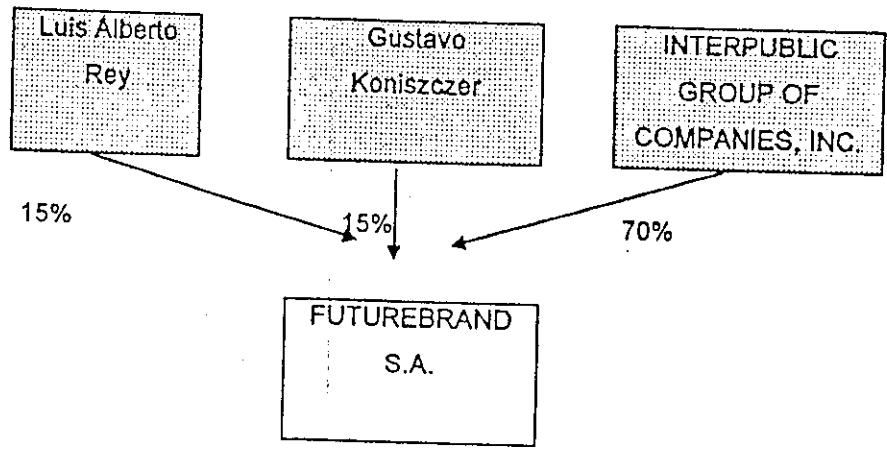 Luis Alberto
Rey
Gustavo
Koniszczer
INTERPUBLIC
GROUP OF
COMPANIES, INC.
15%
15%
70%
FUTUREBRAND
S.A.